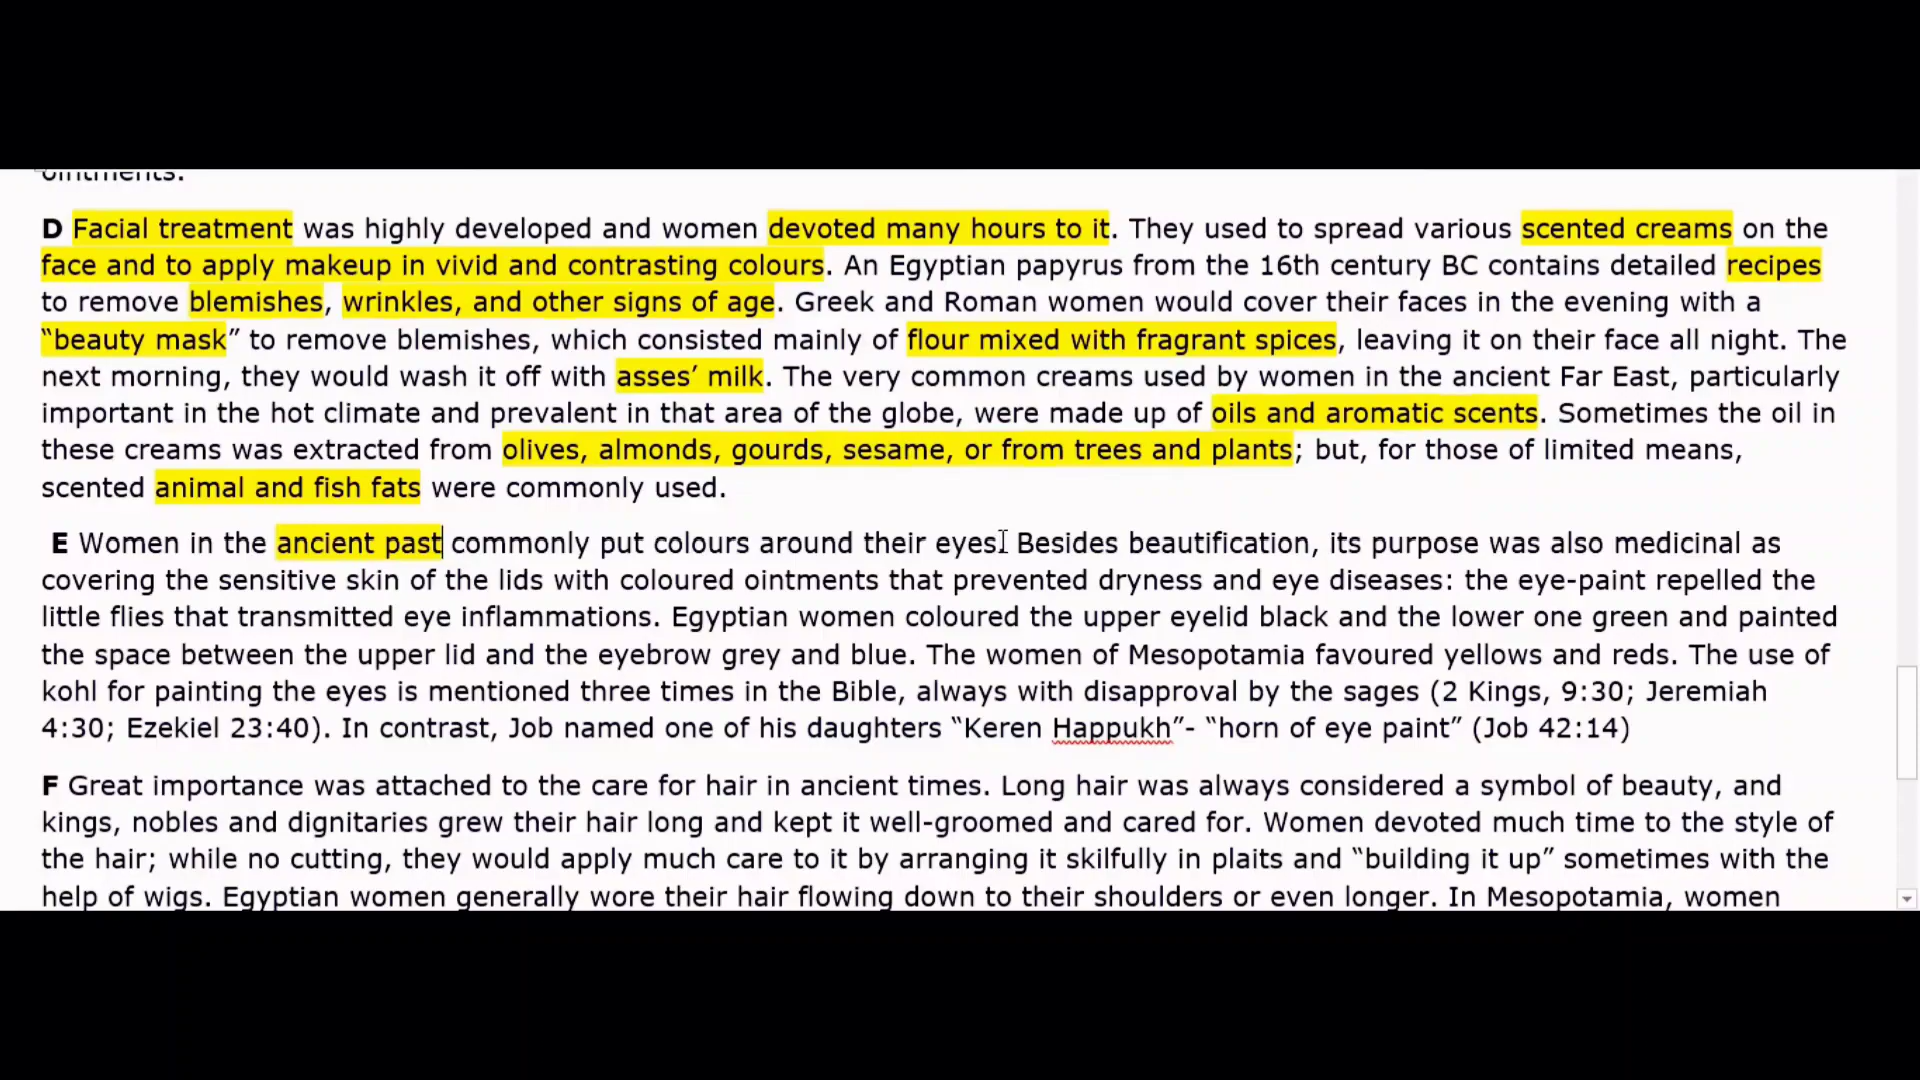 ointments.
D Facial treatment was highly developed and women devoted many hours to it. They used to spread various scented creams on the
face and to apply makeup in vivid and contrasting colours. An Egyptian papyrus from the 16th century BC contains detailed recipes
to remove blemishes, wrinkles, and other signs of age. Greek and Roman women would cover their faces in the evening with a
“beauty mask” to remove blemishes, which consisted mainly of flour mixed with fragrant spices, leaving it on their face all night. The
next morning, they would wash it off with asses’ milk. The very common creams used by women in the ancient Far East, particularly
important in the hot climate and prevalent in that area of the globe, were made up of oils and aromatic scents. Sometimes the oil in
these creams was extracted from olives, almonds, gourds, sesame, or from trees and plants; but, for those of limited means,
scented animal and fish fats were commonly used.
E Women in the ancient past commonly put colours around their eyes. Besides beautification, its purpose was also medicinal as
covering the sensitive skin of the lids with coloured ointments that prevented dryness and eye diseases: the eye-paint repelled the
little flies that transmitted eye inflammations. Egyptian women coloured the upper eyelid black and the lower one green and painted
the space between the upper lid and the eyebrow grey and blue. The women of Mesopotamia favoured yellows and reds. The use of
kohl for painting the eyes is mentioned three times in the Bible, always with disapproval by the sages (2 Kings, 9:30; Jeremiah
4:30; Ezekiel 23:40). In contrast, Job named one of his daughters “Keren Happukh”- “horn of eye paint” (Job 42:14)
F Great importance was attached to the care for hair in ancient times. Long hair was always considered a symbol of beauty, and
kings, nobles and dignitaries grew their hair long and kept it well-groomed and cared for. Women devoted much time to the style of
the hair; while no cutting, they would apply much care to it by arranging it skilfully in plaits and “building it up” sometimes with the
help of wigs. Egyptian women generally wore their hair flowing down to their shoulders or even longer. In Mesopotamia, women